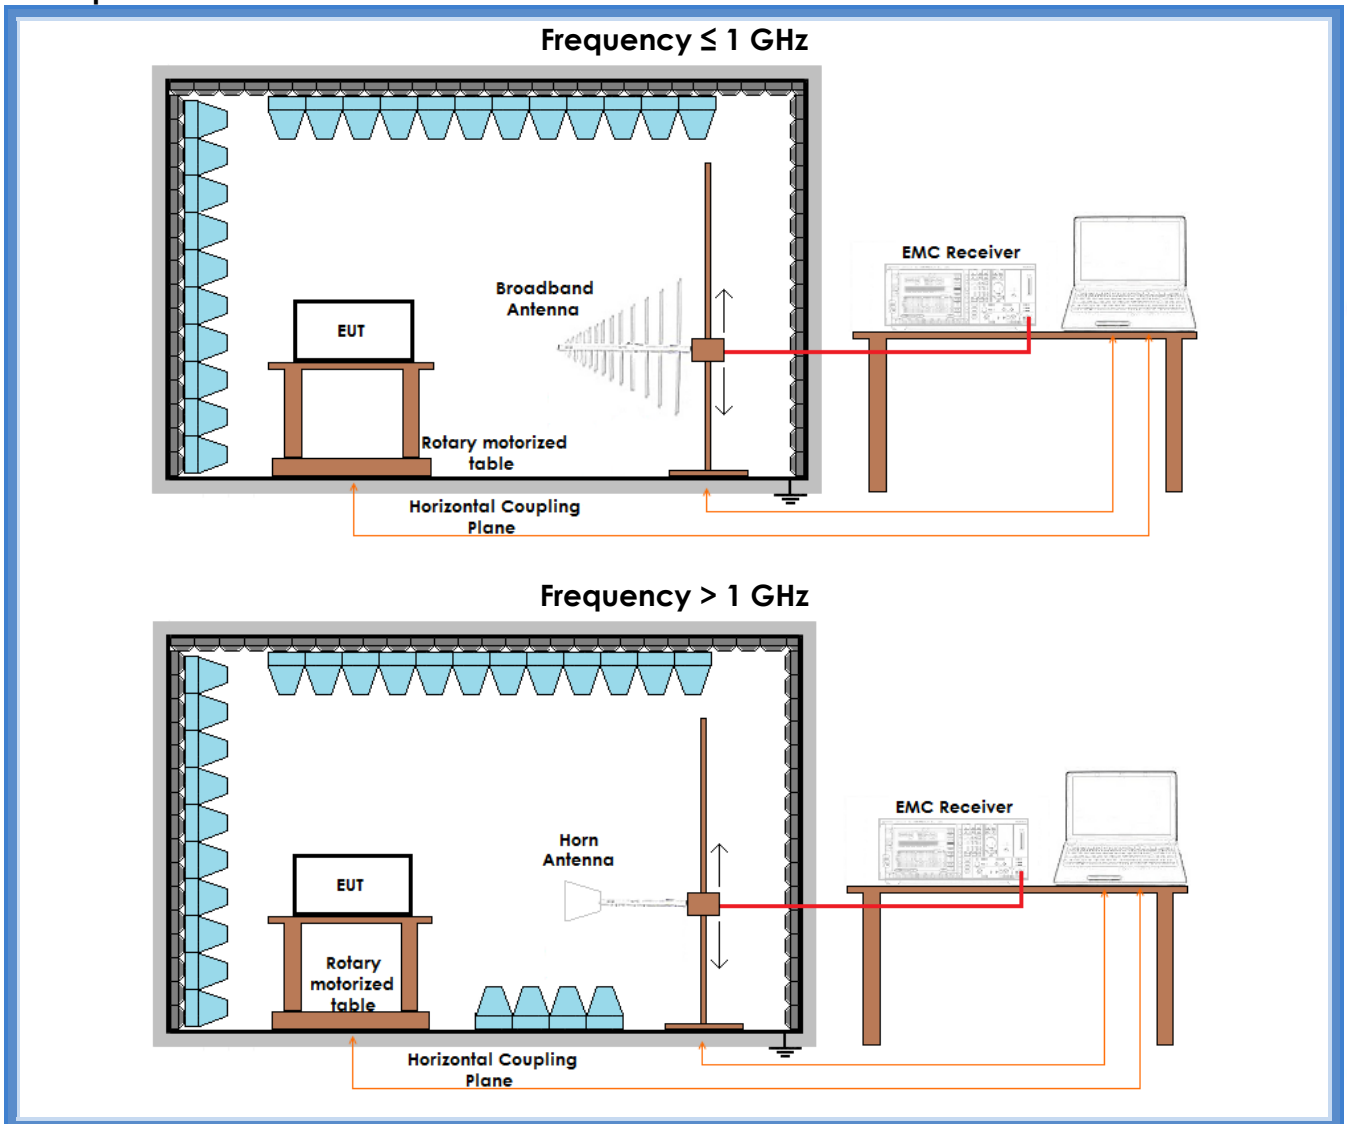 Frequency ≤ 1 GHz
EMC Receiver
Broadband
Antenna
EUT
Rotary motorized
table
Horizontal Coupling
Plane
Frequency > 1 GHz
EMC Receiver
Horn
Antenna
EUT
Rotary
motorized
table
Horizontal Coupling
Plane